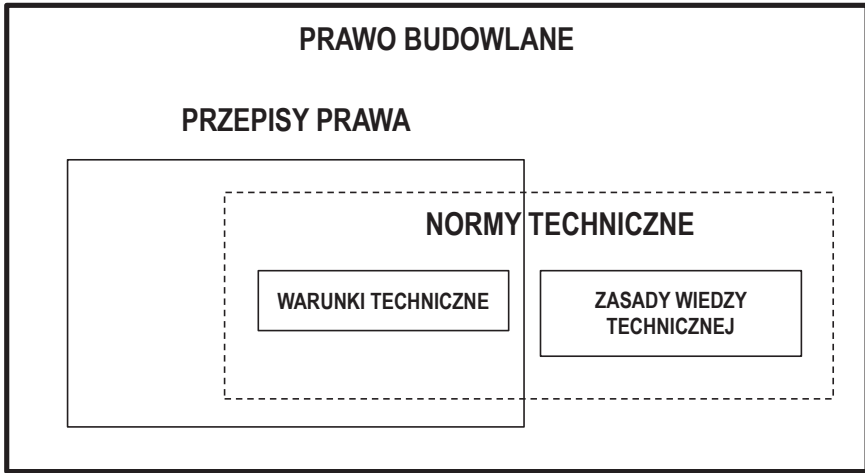 PRAWO BUDOWLANE
PRZEPISY PRAWA
NORMY TECHNICZNE
WARUNKI TECHNICZNE
ZASADY WIEDZY
TECHNICZNEJ